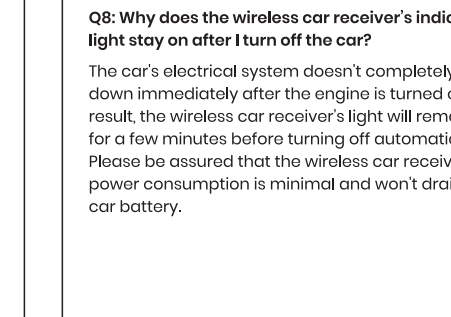 Q8: Why does the wireless car receiver's indic
light stay on after I turn off the car?
The car's electrical system doesn't completely
down immediately after the engine is turned
result, the wireless car receiver's light will rem
for a few minutes before turning off automatic
Please be assured that the wireless car receiv
power consumption is minimal and won't drai
car battery.